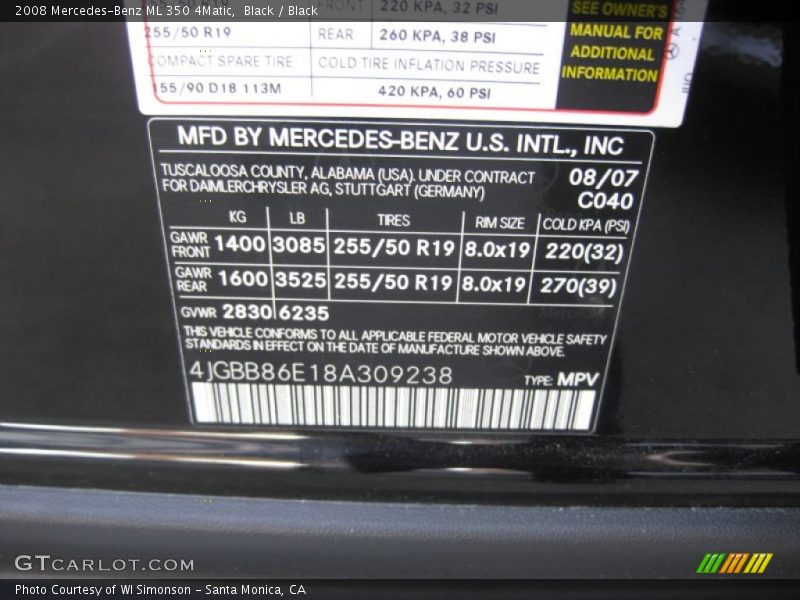 2008 Mercedes-Benz ML 350 4Matic, Black / Black
FRONT 220 KPA, 32 PSI
255/50 R19 REAR 260 KPA, 38 PSI
COMPACT SPARE TIRE COLD TIRE INFLATION PRESSURE
155/90 D18 113M 420 KPA, 60 PSI
SEE OWNER'S
MANUAL FOR
ADDITIONAL
INFORMATION
MFD BY MERCEDES-BENZ U.S. INTL., INC
TUSCALOOSA COUNTY, ALABAMA (USA). UNDER CONTRACT
FOR DAIMLERCHRYSLER AG, STUTTGART (GERMANY)
08/07
C040
KG LB TIRES RIM SIZE COLD KPA (PSI)
GAWR FRONT 1400 3085 255/50 R19 8.0x19 220(32)
GAWR REAR 1600 3525 255/50 R19 8.0x19 270(39)
GVWR 2830 6235
THIS VEHICLE CONFORMS TO ALL APPLICABLE FEDERAL MOTOR VEHICLE SAFETY
STANDARDS IN EFFECT ON THE DATE OF MANUFACTURE SHOWN ABOVE.
4JGBB86E18A309238 TYPE: MPV
GTCARLOT.COM
Photo Courtesy of WI Simonson - Santa Monica, CA